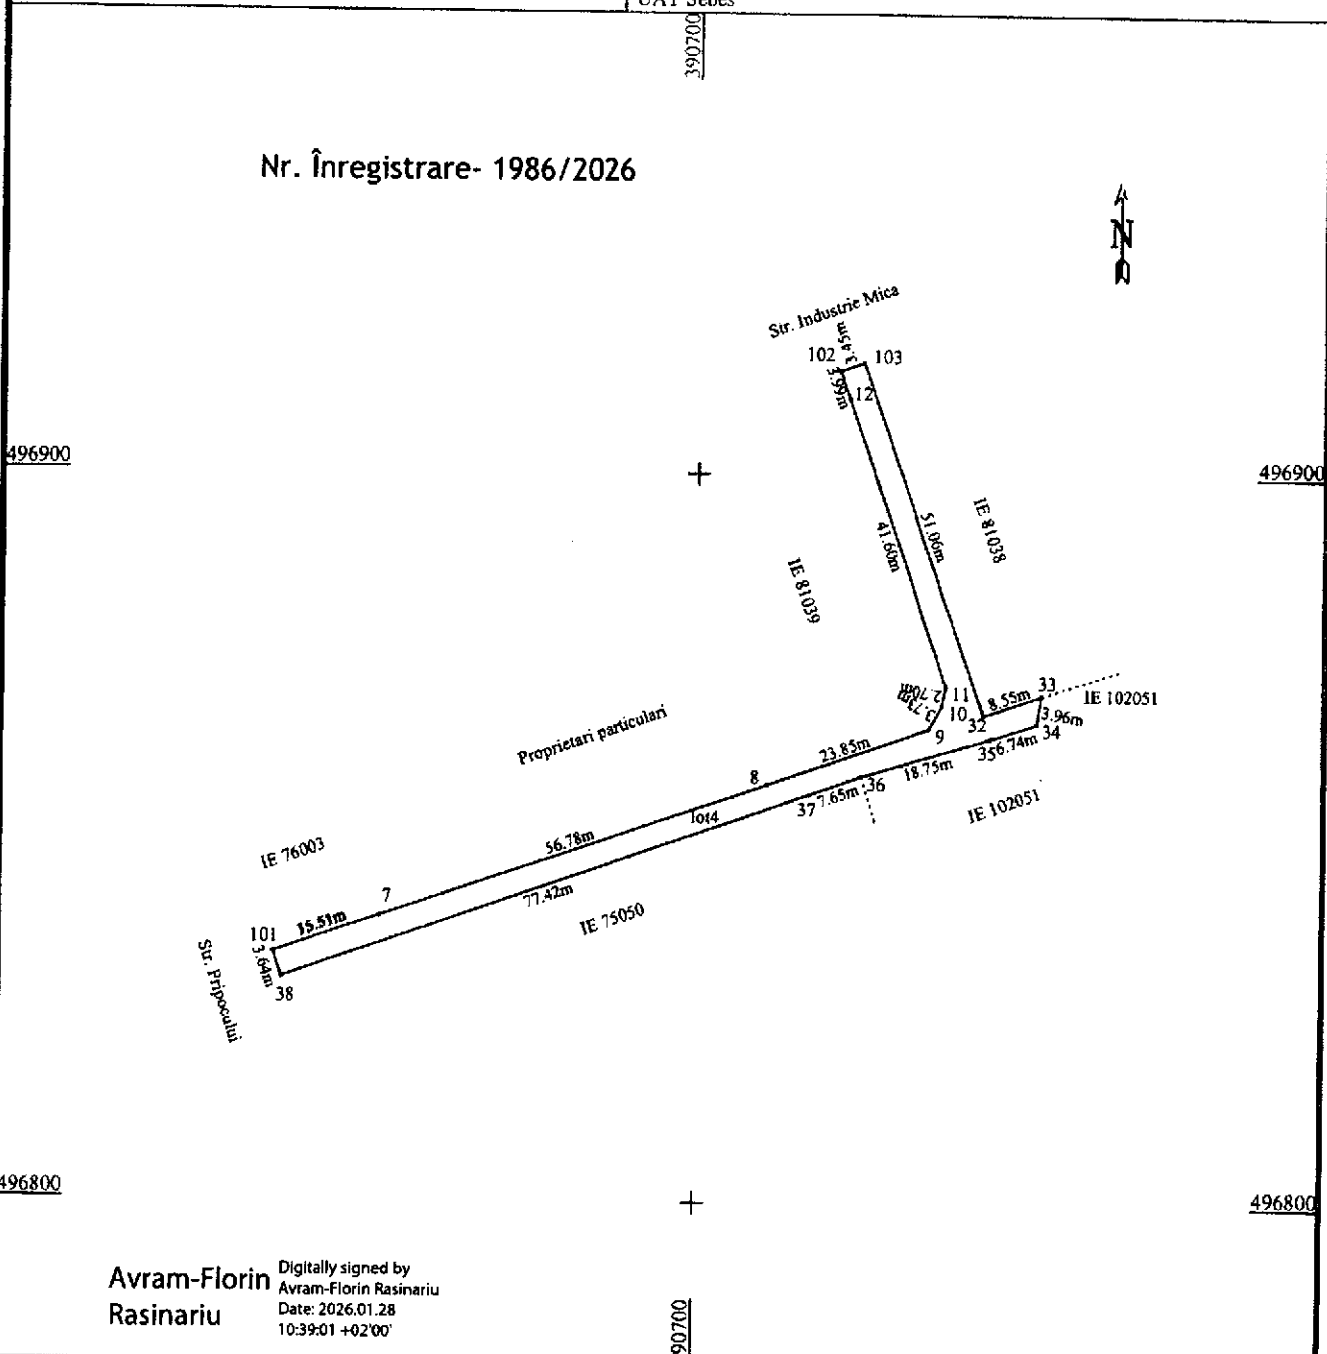 UAT Sebes
390700
Nr. Înregistrare- 1986/2026
N
Str. Industrie Mica
3.45m
102
103
3.99m
12
496900
496900
41.60m
51.06m
IE 81038
IE 81039
2.70m
3.73m
11
10
9
32
8.55m
33
IE 102051
3.96m
34
35
6.74m
18.75m
36
7.65m
37
IE 102051
Proprietari particulari
23.85m
8
lot4
56.78m
77.42m
IE 76003
7
IE 75050
15.51m
101
3.64m
38
Str. Pripocului
496800
496800
Avram-Florin
Rasinariu
Digitally signed by
Avram-Florin Rasinariu
Date: 2026.01.28
10:39:01 +02'00'
90700